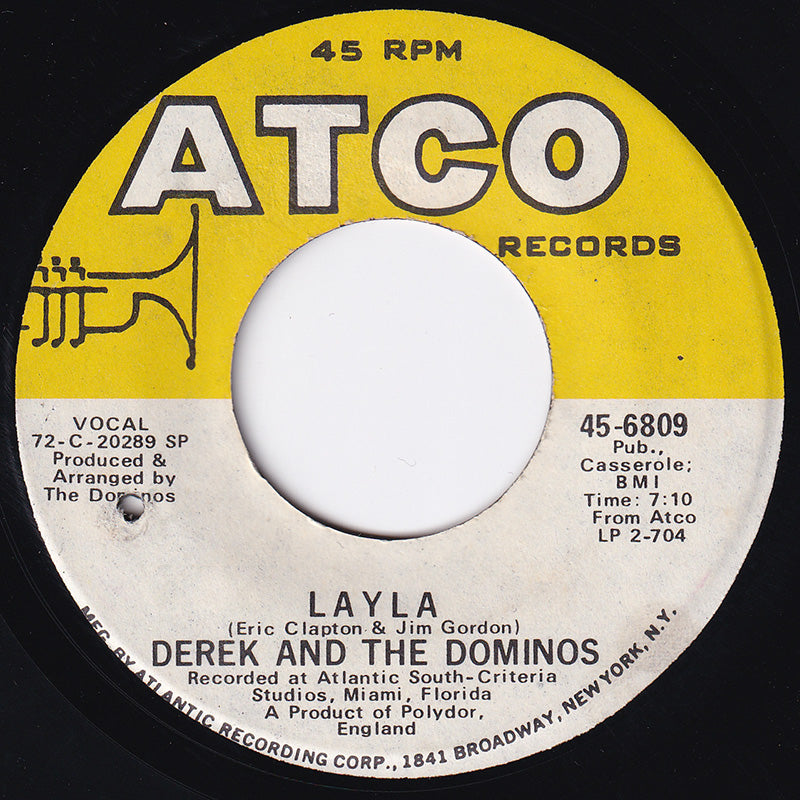 45 RPM
ATCO
RECORDS
VOCAL
72-C-20289 SP
Produced &
Arranged by
The Dominos
45-6809
Pub.,
Casserole;
BMI
Time: 7:10
From Atco
LP 2-704
LAYLA
(Eric Clapton & Jim Gordon)
DEREK AND THE DOMINOS
Recorded at Atlantic South-Criteria
Studios, Miami, Florida
A Product of Polydor,
England
MFG. BY ATLANTIC RECORDING CORP., 1841 BROADWAY, NEW YORK, N.Y.